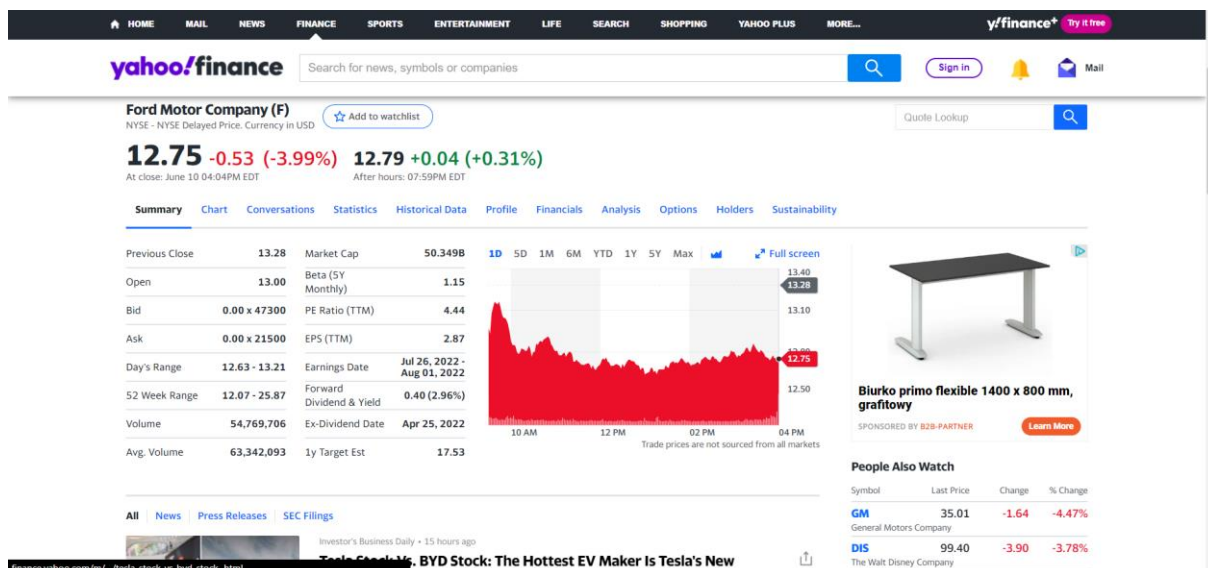 HOME MAIL NEWS FINANCE SPORTS ENTERTAINMENT LIFE SEARCH SHOPPING YAHOO PLUS MORE... y!finance+ Try it free
yahoo!finance Search for news, symbols or companies Sign in Mail
Ford Motor Company (F)
NYSE - NYSE Delayed Price. Currency in USD
Add to watchlist
Quote Lookup
12.75 -0.53 (-3.99%) 12.79 +0.04 (+0.31%)
At close: June 10 04:04PM EDT After hours: 07:59PM EDT
Summary Chart Conversations Statistics Historical Data Profile Financials Analysis Options Holders Sustainability
Previous Close 13.28
Open 13.00
Bid 0.00 x 47300
Ask 0.00 x 21500
Day's Range 12.63 - 13.21
52 Week Range 12.07 - 25.87
Volume 54,769,706
Avg. Volume 63,342,093
Market Cap 50.349B
Beta (5Y
Monthly) 1.15
PE Ratio (TTM) 4.44
EPS (TTM) 2.87
Earnings Date Jul 26, 2022 -
Aug 01, 2022
Forward
Dividend & Yield 0.40 (2.96%)
Ex-Dividend Date Apr 25, 2022
1y Target Est 17.53
1D 5D 1M 6M YTD 1Y 5Y Max Full screen
13.40
13.28
13.10
12.75
12.50
10 AM 12 PM 02 PM 04 PM
Trade prices are not sourced from all markets
Biurko primo flexible 1400 x 800 mm,
grafitowy
SPONSORED BY B2B-PARTNER Learn More
People Also Watch
Symbol Last Price Change % Change
GM 35.01 -1.64 -4.47%
General Motors Company
DIS 99.40 -3.90 -3.78%
The Walt Disney Company
All News Press Releases SEC Filings
Investor's Business Daily • 15 hours ago
Tesla Stock Vs. BYD Stock: The Hottest EV Maker Is Tesla's New